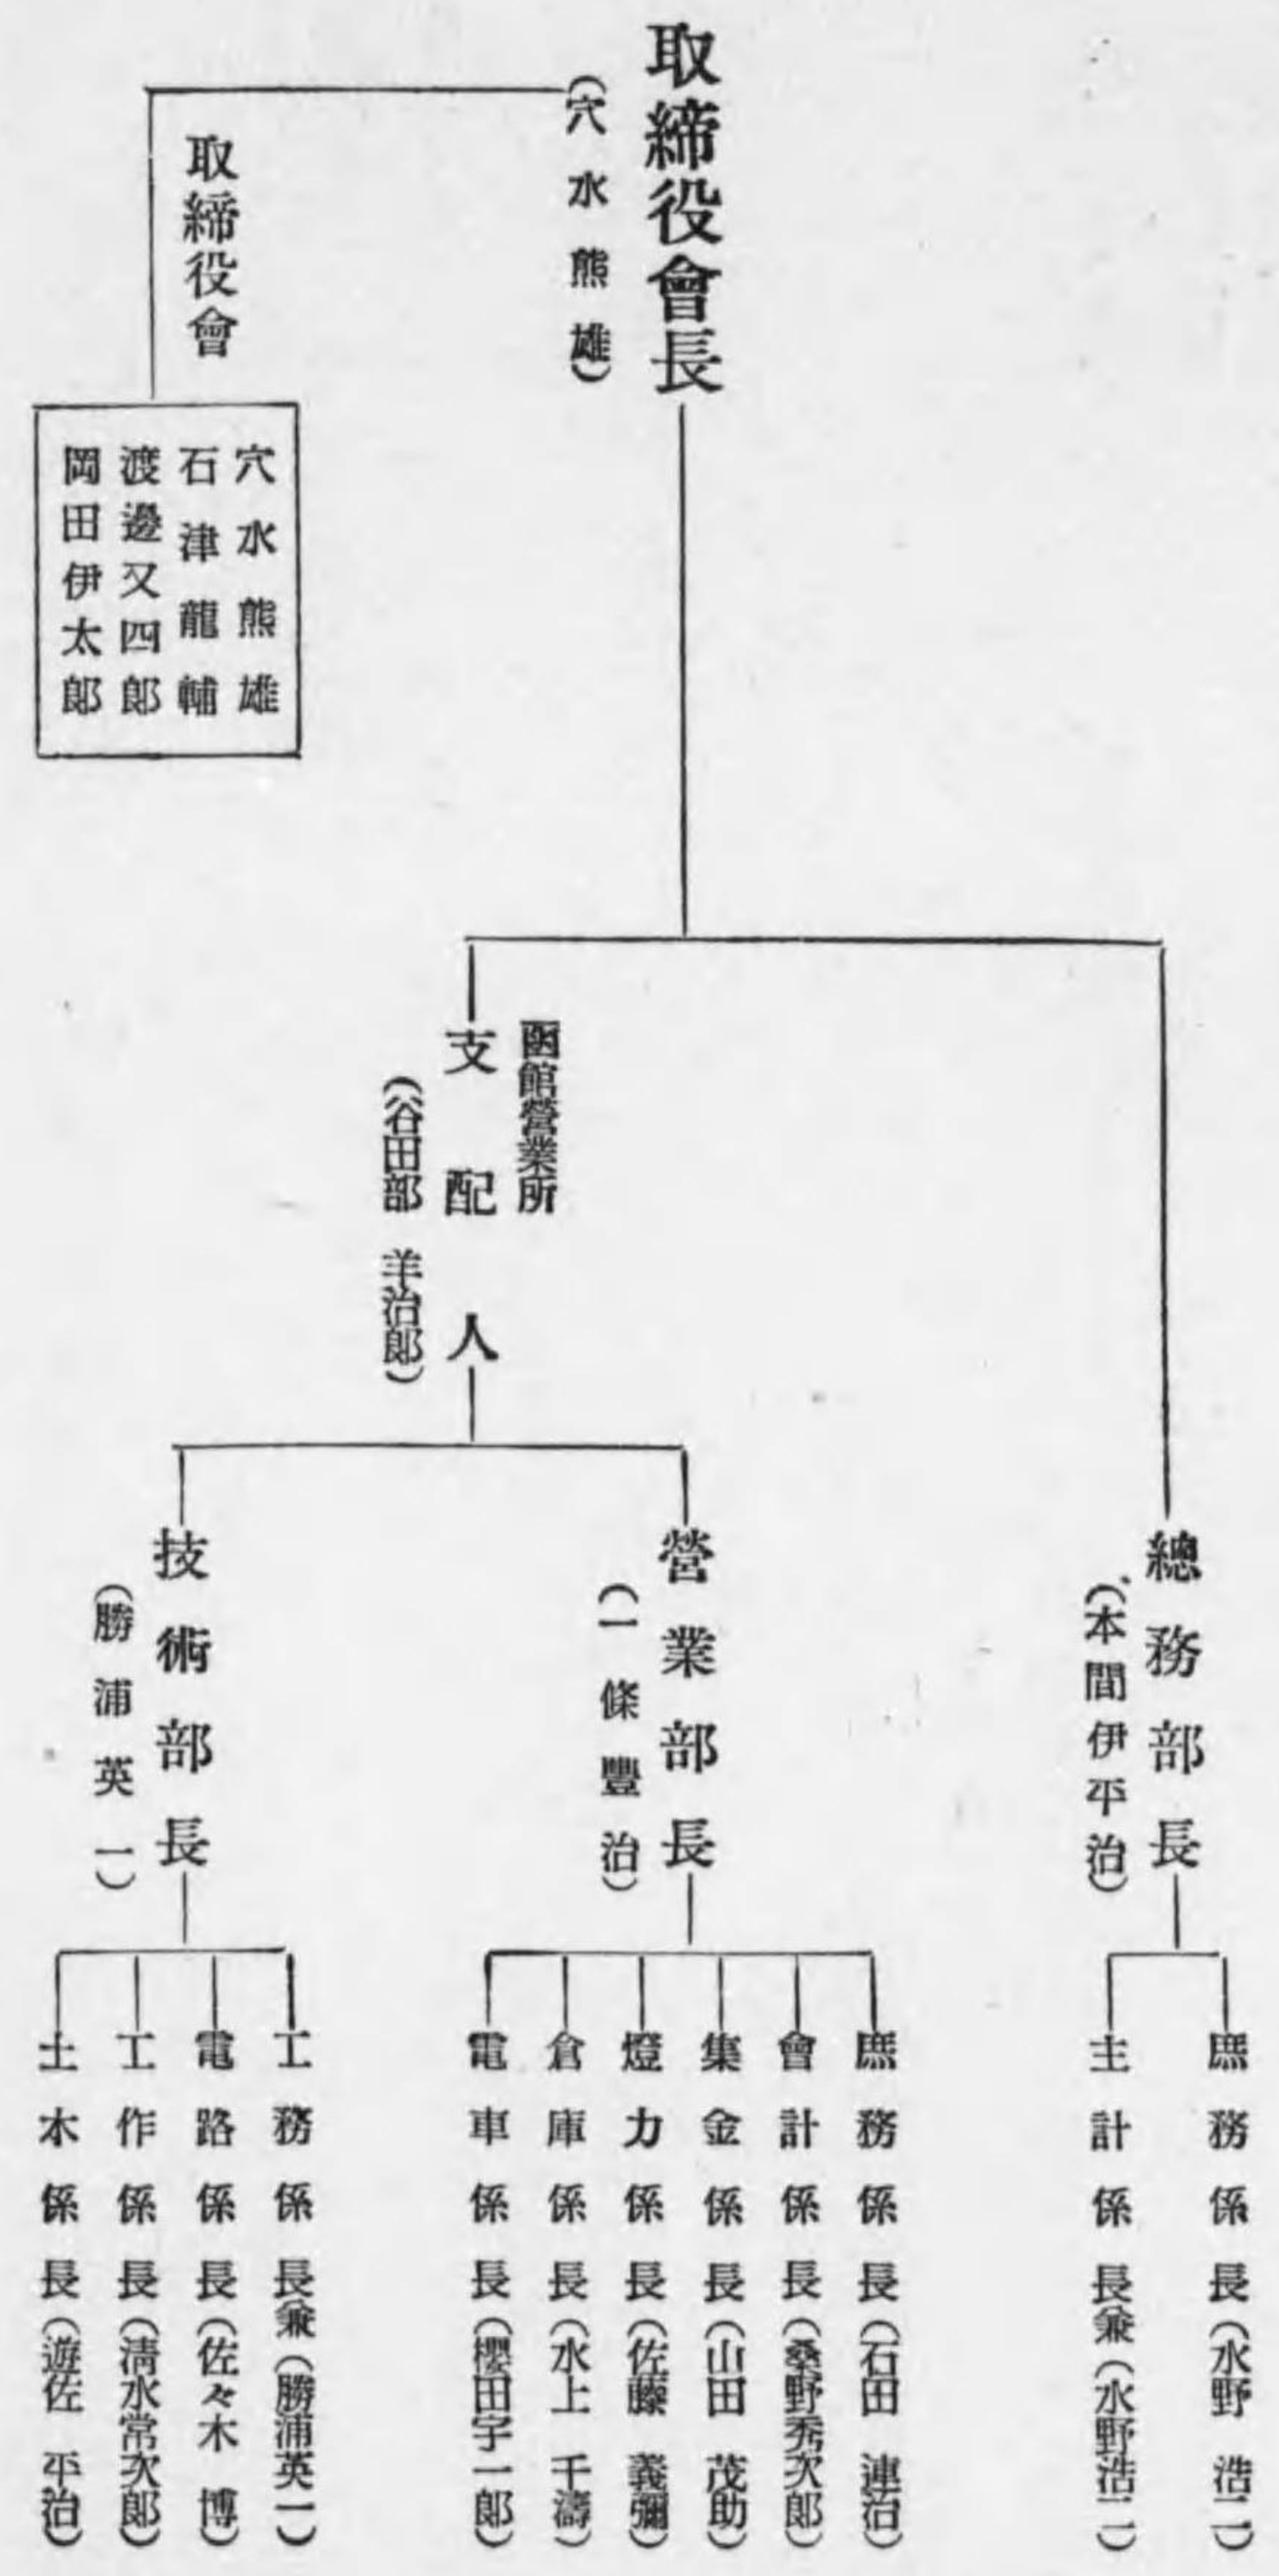 取締役會長
(穴水熊雄)
取締役會
穴水熊雄
石津龍輔
渡邊又四郎
岡田伊太郎
函館營業所
支配人
(谷田部 羊治郎)
總務部長
(本間伊平治)
庶務係長(水野 浩二)
主計係長兼(水野浩二)
營業部長
(一條豐治)
庶務係長(石田 連治)
會計係長(桑野秀次郎)
集金係長(山田 茂助)
燈力係長(佐藤 義彌)
倉庫係長(水上 千濤)
電車係長(櫻田宇一郎)
技術部長
(勝浦英一)
工務係長兼(勝浦英一)
電路係長(佐々木 博)
工作係長(淸水常次郎)
土木係長(遊佐 平治)